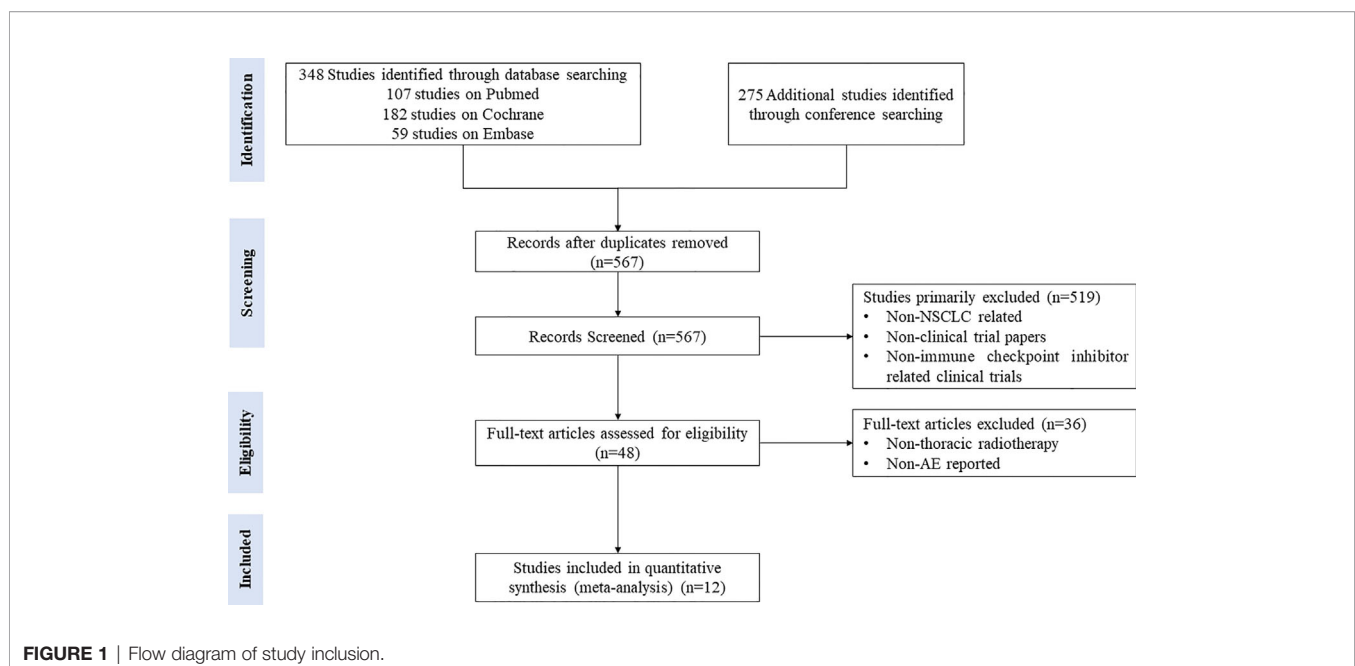 Identification
348 Studies identified through database searching
107 studies on Pubmed
182 studies on Cochrane
59 studies on Embase
275 Additional studies identified
through conference searching
Screening
Records after duplicates removed
(n=567)
Records Screened (n=567)
Studies primarily excluded (n=519)
• Non-NSCLC related
• Non-clinical trial papers
• Non-immune checkpoint inhibitor
related clinical trials
Eligibility
Full-text articles assessed for eligibility
(n=48)
Full-text articles excluded (n=36)
• Non-thoracic radiotherapy
• Non-AE reported
Included
Studies included in quantitative
synthesis (meta-analysis) (n=12)
FIGURE 1 | Flow diagram of study inclusion.